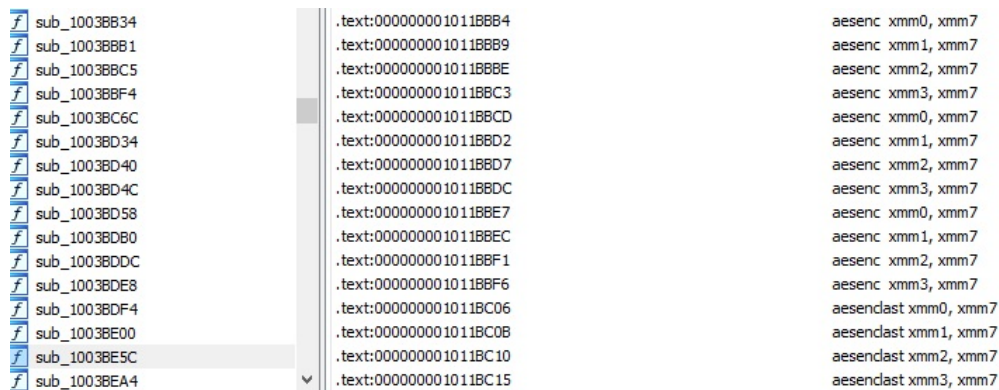 sub_1003BB34 .text:000000001011BBB4 aesenc xmm0, xmm7
sub_1003BBB1 .text:000000001011BBB9 aesenc xmm1, xmm7
sub_1003BBC5 .text:000000001011BBBE aesenc xmm2, xmm7
sub_1003BBF4 .text:000000001011BBC3 aesenc xmm3, xmm7
sub_1003BC6C .text:000000001011BBCD aesenc xmm0, xmm7
sub_1003BD34 .text:000000001011BBD2 aesenc xmm1, xmm7
sub_1003BD40 .text:000000001011BBD7 aesenc xmm2, xmm7
sub_1003BD4C .text:000000001011BBDC aesenc xmm3, xmm7
sub_1003BD58 .text:000000001011BBE7 aesenc xmm0, xmm7
sub_1003BDB0 .text:000000001011BBEC aesenc xmm1, xmm7
sub_1003BDDC .text:000000001011BBF1 aesenc xmm2, xmm7
sub_1003BDE8 .text:000000001011BBF6 aesenc xmm3, xmm7
sub_1003BDF4 .text:000000001011BC06 aesenclast xmm0, xmm7
sub_1003BE00 .text:000000001011BC0B aesenclast xmm1, xmm7
sub_1003BE5C .text:000000001011BC10 aesenclast xmm2, xmm7
sub_1003BEA4 .text:000000001011BC15 aesenclast xmm3, xmm7